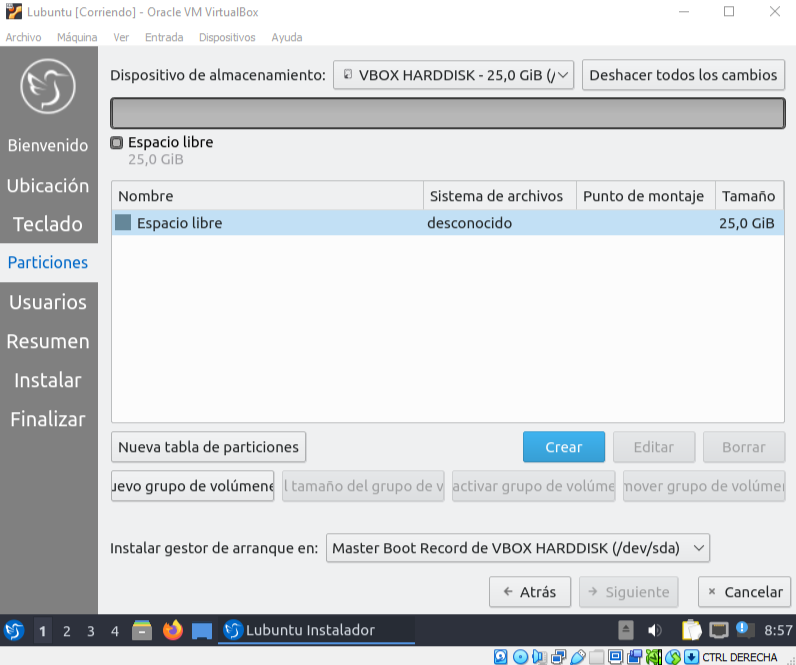 Lubuntu [Corriendo] - Oracle VM VirtualBox
Archivo Máquina Ver Entrada Dispositivos Ayuda
Dispositivo de almacenamiento: VBOX HARDDISK - 25,0 GiB (/ Deshacer todos los cambios
Bienvenido
Ubicación
Teclado
Particiones
Usuarios
Resumen
Instalar
Finalizar
Espacio libre
25,0 GiB
Nombre Sistema de archivos Punto de montaje Tamaño
Espacio libre desconocido 25,0 GiB
Nueva tabla de particiones Crear Editar Borrar
uevo grupo de volúmene l tamaño del grupo de v activar grupo de volúme mover grupo de volúmen
Instalar gestor de arranque en: Master Boot Record de VBOX HARDDISK (/dev/sda)
Atrás Siguiente Cancelar
1 2 3 4 Lubuntu Instalador 8:57
CTRL DERECHA